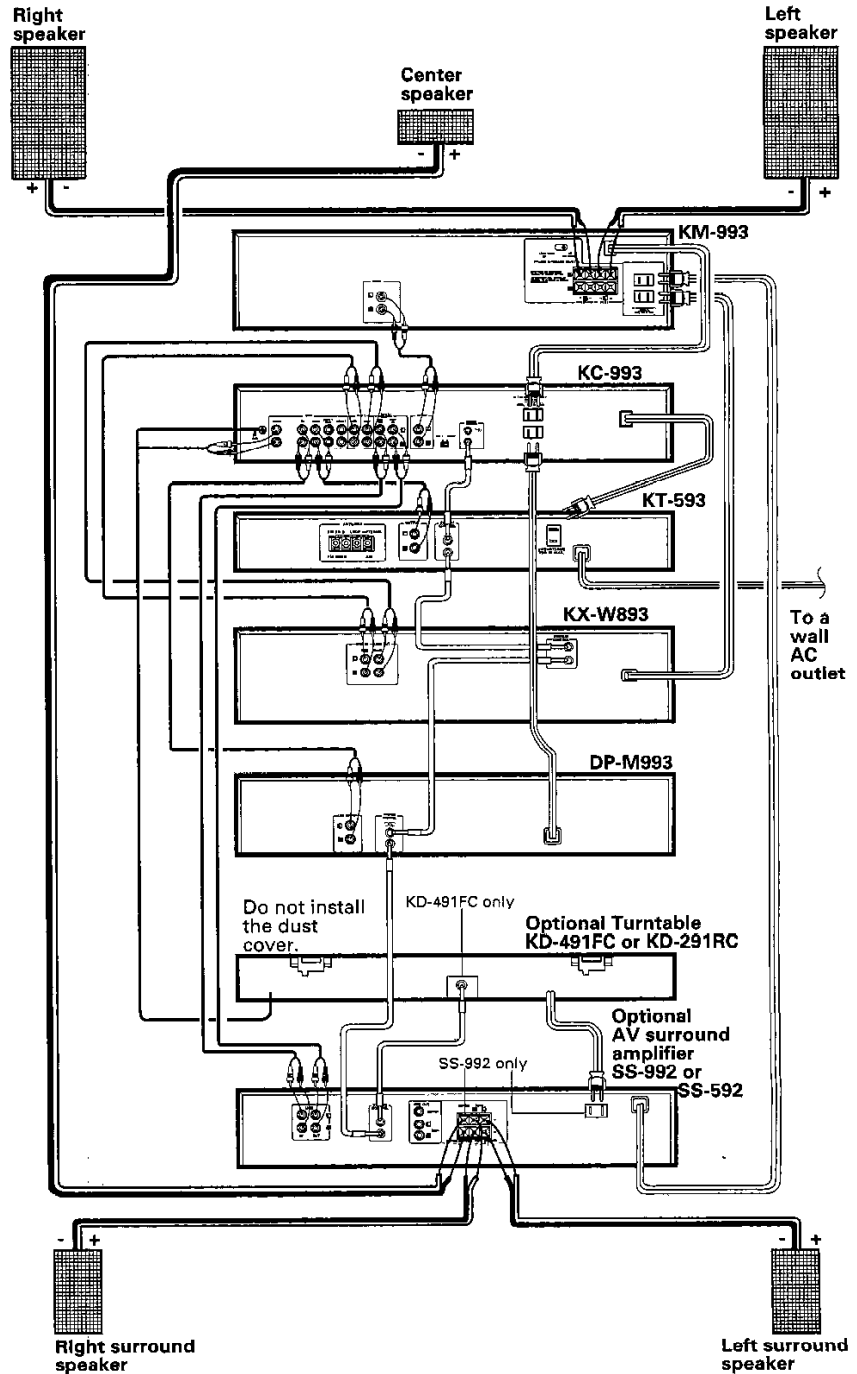 Right
speaker
Left
speaker
Center
speaker
- +
+ -
- +
KM-993
KC-993
KT-593
KX-W893
To a
wall
AC
outlet
DP-M993
Do not install
the dust
cover.
KD-491FC only
Optional Turntable
KD-491FC or KD-291RC
Optional
AV surround
amplifier
SS-992 or
SS-592
SS-992 only
- +
- +
Right surround
speaker
Left surround
speaker